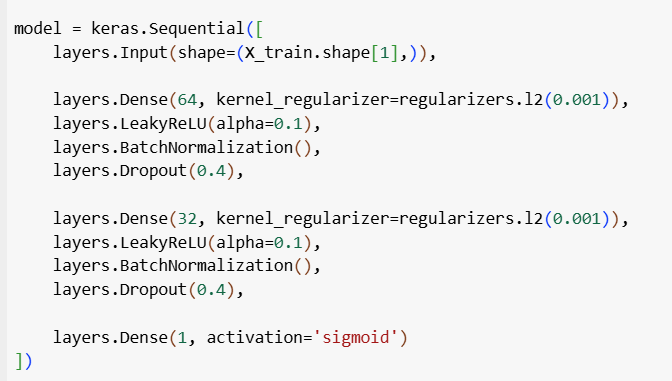 model = keras.Sequential([
    layers.Input(shape=(X_train.shape[1],)),

    layers.Dense(64, kernel_regularizer=regularizers.l2(0.001)),
    layers.LeakyReLU(alpha=0.1),
    layers.BatchNormalization(),
    layers.Dropout(0.4),

    layers.Dense(32, kernel_regularizer=regularizers.l2(0.001)),
    layers.LeakyReLU(alpha=0.1),
    layers.BatchNormalization(),
    layers.Dropout(0.4),

    layers.Dense(1, activation='sigmoid')
])